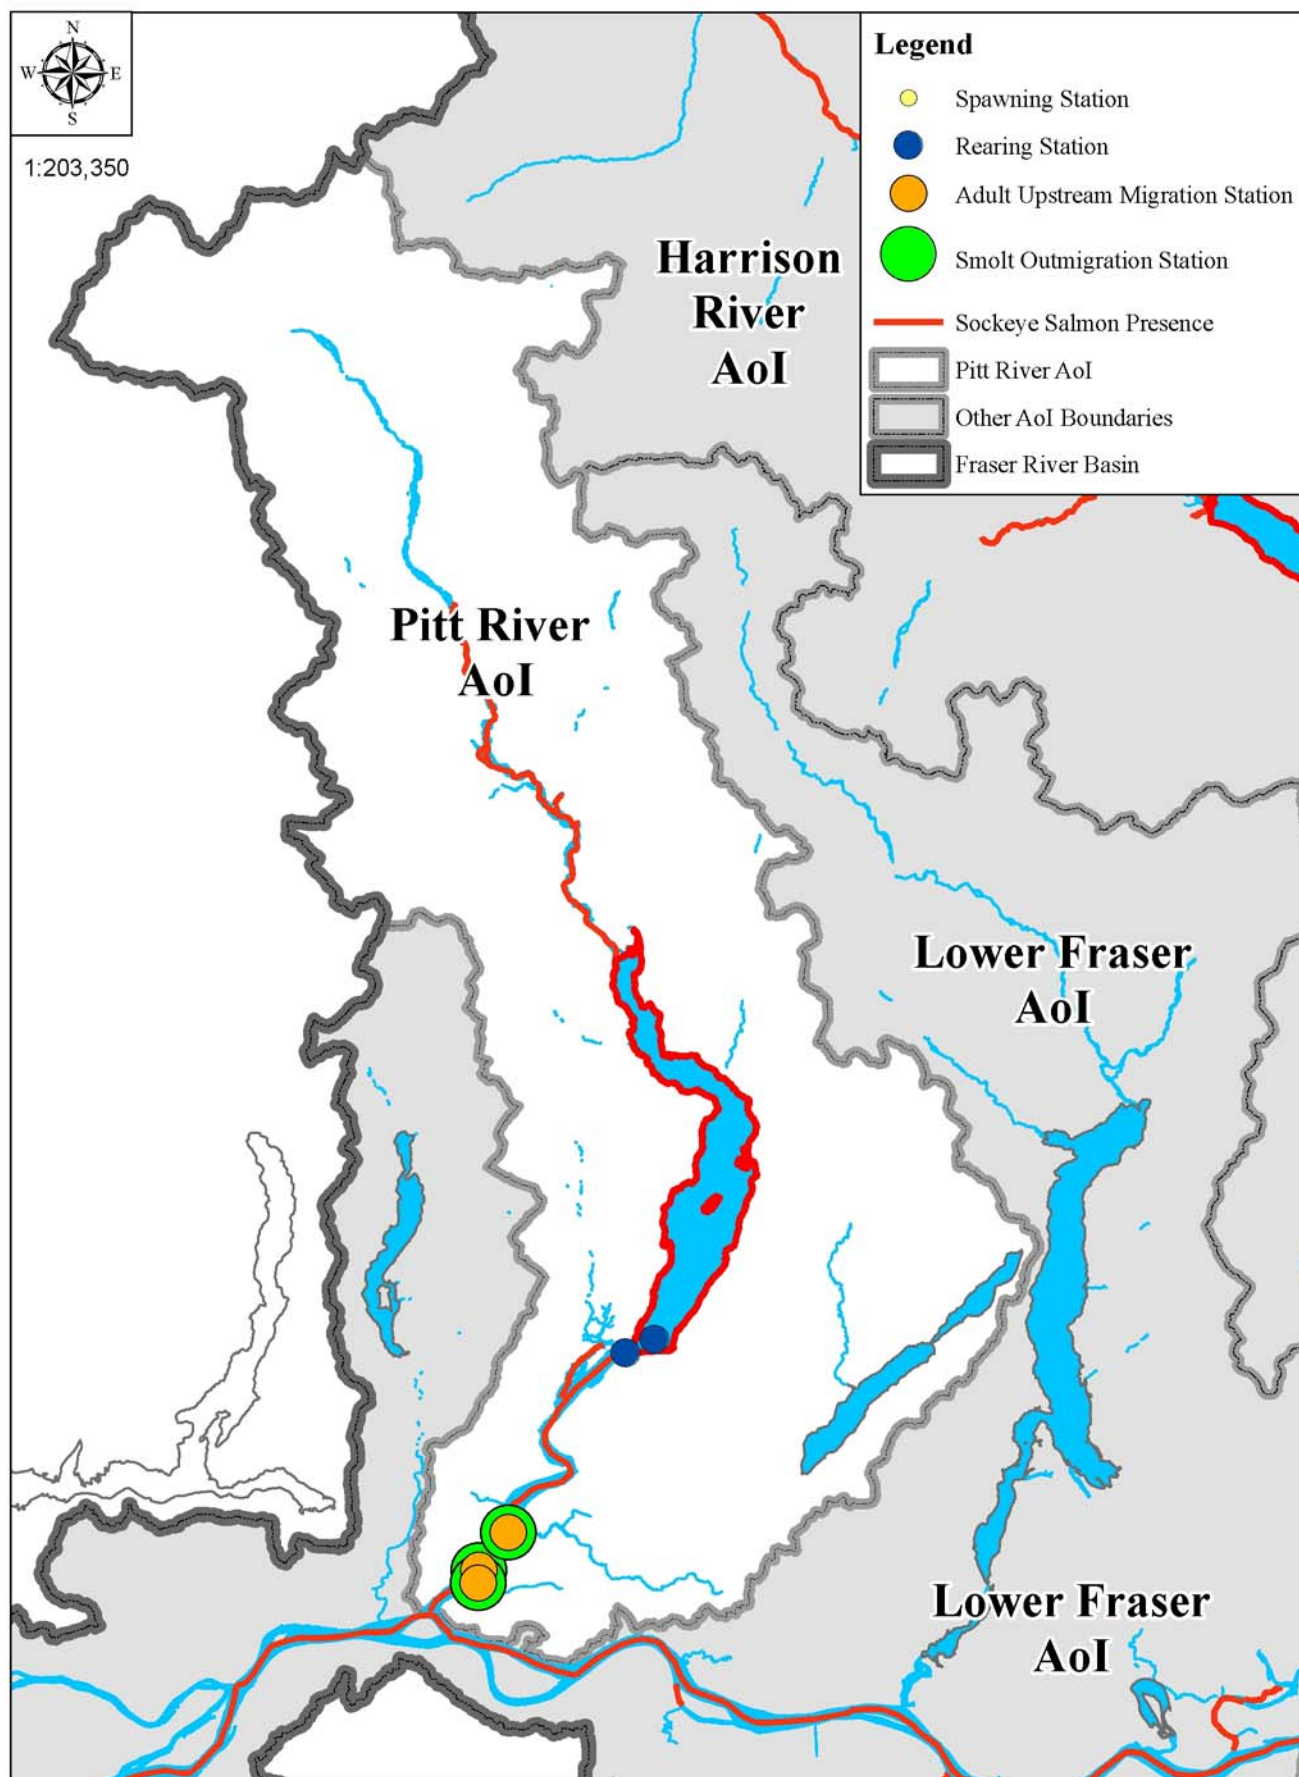 N
W E
S
1:203,350
Legend
Spawning Station
Rearing Station
Adult Upstream Migration Station
Smolt Outmigration Station
Sockeye Salmon Presence
Pitt River AoI
Other AoI Boundaries
Fraser River Basin
Harrison
River
AoI
Pitt River
AoI
Lower Fraser
AoI
Lower Fraser
AoI